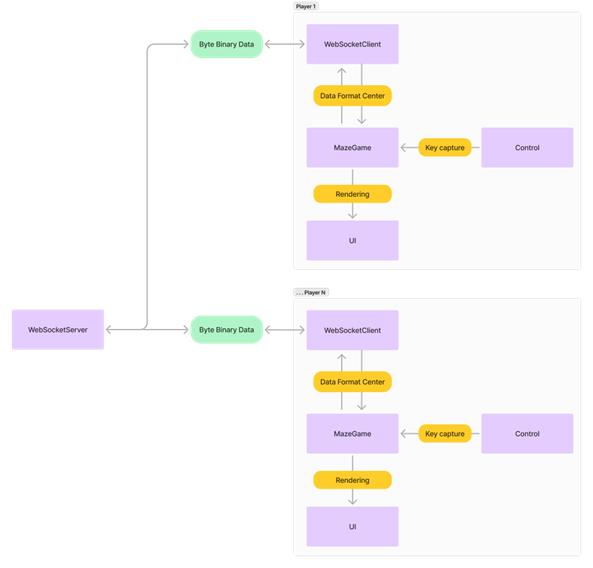 Player 1
Byte Binary Data
WebSocketClient
Data Format Center
MazeGame
Key capture
Control
Rendering
UI
... Player N
WebSocketServer
Byte Binary Data
WebSocketClient
Data Format Center
MazeGame
Key capture
Control
Rendering
UI